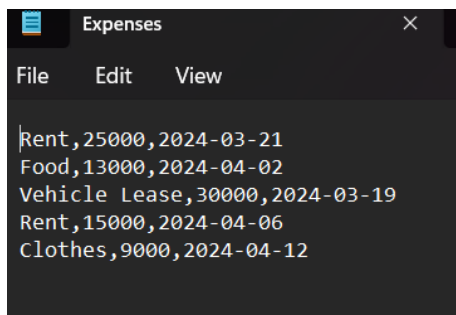 Expenses
File Edit View
Rent,25000,2024-03-21
Food,13000,2024-04-02
Vehicle Lease,30000,2024-03-19
Rent,15000,2024-04-06
Clothes,9000,2024-04-12